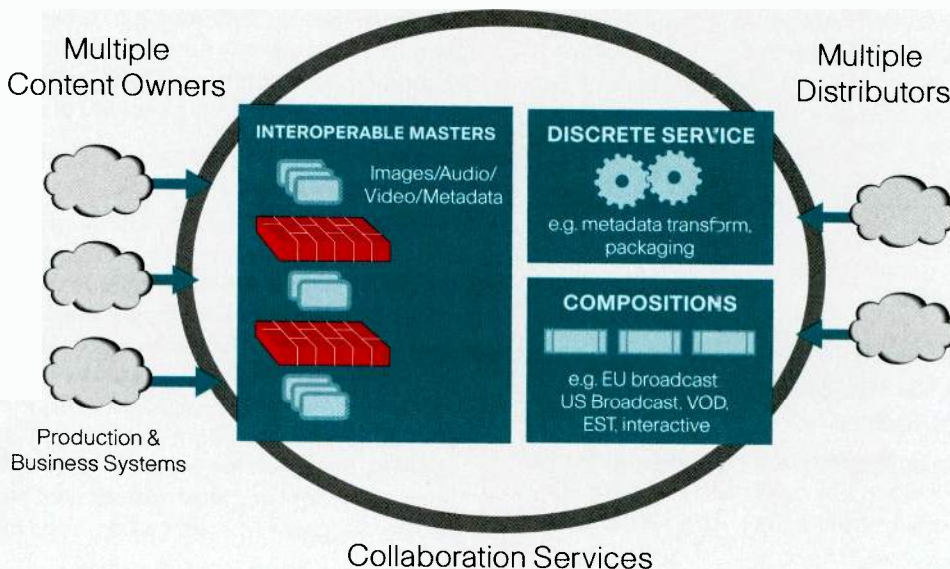 Multiple
Content Owners
Multiple
Distributors
INTEROPERABLE MASTERS
Images/Audio/
Video/Metadata
DISCRETE SERVICE
e.g. metadata transform,
packaging
COMPOSITIONS
e.g. EU broadcast
US Broadcast, VOD,
EST, interactive
Production &
Business Systems
Collaboration Services